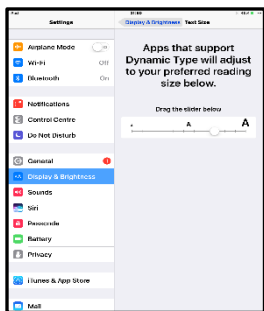 Settings
Display & Brightness Text Size
Airplane Mode
Wi-Fi Off
Bluetooth On
Notifications
Control Centre
Do Not Disturb
General
Display & Brightness
Sounds
Siri
Passcode
Battery
Privacy
iTunes & App Store
Mail
Apps that support
Dynamic Type will adjust
to your preferred reading
size below.
Drag the slider below
A A